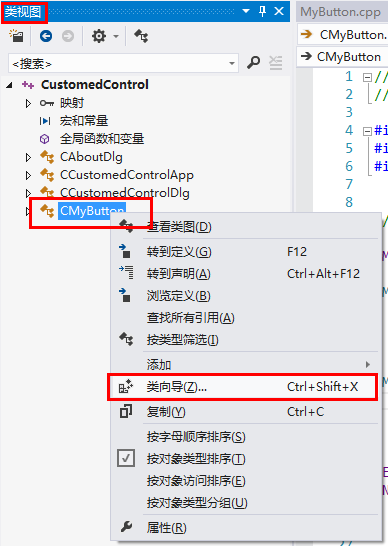 类视图
MyButton.cpp
CMyButton
<搜索>
CMyButton
CustomedControl
映射
宏和常量
全局函数和变量
CAboutDlg
CCustomedControlApp
CCustomedControlDlg
CMyButton
1 //
2 //
3
4 #i
5 #i
6 #i
7
8
查看类图(D)
转到定义(G) F12
转到声明(A) Ctrl+Alt+F12
浏览定义(B)
查找所有引用(A)
按类型筛选(I)
添加
类向导(Z)... Ctrl+Shift+X
复制(Y) Ctrl+C
按字母顺序排序(S)
按对象类型排序(T)
按对象访问排序(E)
按对象类型分组(U)
属性(R)